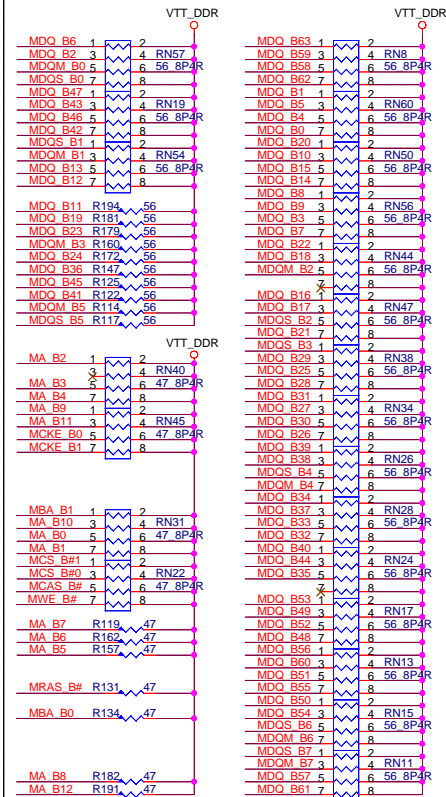 VTT_DDR
MDQ_B6 1 2
MDQ_B2 3 4 RN57
MDQM_B0 5 6 56_8P4R
MDQS_B0 7 8
MDQ_B47 1 2
MDQ_B43 3 4 RN19
MDQ_B46 5 6 56_8P4R
MDQ_B42 7 8
MDQS_B1 1 2
MDQM_B1 3 4 RN54
MDQ_B13 5 6 56_8P4R
MDQ_B12 7 8
MDQ_B11 R194 56
MDQ_B19 R181 56
MDQ_B23 R179 56
MDQM_B3 R160 56
MDQ_B24 R172 56
MDQ_B36 R147 56
MDQ_B45 R125 56
MDQ_B41 R122 56
MDQM_B5 R114 56
MDQS_B5 R117 56
VTT_DDR
MA_B2 1 2
3 4 RN40
MA_B3 5 6 47_8P4R
MA_B4 7 8
MA_B9 1 2
MA_B11 3 4 RN45
MCKE_B0 5 6 47_8P4R
MCKE_B1 7 8
MBA_B1 1 2
MA_B10 3 4 RN31
MA_B0 5 6 47_8P4R
MA_B1 7 8
MCS_B#1 1 2
MCS_B#0 3 4 RN22
MCAS_B# 5 6 47_8P4R
MWE_B# 7 8
MA_B7 R119 47
MA_B6 R162 47
MA_B5 R157 47
MRAS_B# R131 47
MBA_B0 R134 47
MA_B8 R182 47
MA_B12 R191 47
VTT_DDR
MDQ_B63 1 2
MDQ_B59 3 4 RN8
MDQ_B58 5 6 56_8P4R
MDQ_B62 7 8
MDQ_B1 1 2
MDQ_B5 3 4 RN60
MDQ_B4 5 6 56_8P4R
MDQ_B0 7 8
MDQ_B20 1 2
MDQ_B10 3 4 RN50
MDQ_B15 5 6 56_8P4R
MDQ_B14 7 8
MDQ_B8 1 2
MDQ_B9 3 4 RN56
MDQ_B3 5 6 56_8P4R
MDQ_B7 7 8
MDQ_B22 1 2
MDQ_B18 3 4 RN44
MDQM_B2 5 6 56_8P4R
7 8
MDQ_B16 1 2
MDQ_B17 3 4 RN47
MDQS_B2 5 6 56_8P4R
MDQ_B21 7 8
MDQS_B3 1 2
MDQ_B29 3 4 RN38
MDQ_B25 5 6 56_8P4R
MDQ_B28 7 8
MDQ_B31 1 2
MDQ_B27 3 4 RN34
MDQ_B30 5 6 56_8P4R
MDQ_B26 7 8
MDQ_B39 1 2
MDQ_B38 3 4 RN26
MDQS_B4 5 6 56_8P4R
MDQM_B4 7 8
MDQ_B34 1 2
MDQ_B37 3 4 RN28
MDQ_B33 5 6 56_8P4R
MDQ_B32 7 8
MDQ_B40 1 2
MDQ_B44 3 4 RN24
MDQ_B35 5 6 56_8P4R
7 8
MDQ_B53 1 2
MDQ_B49 3 4 RN17
MDQ_B52 5 6 56_8P4R
MDQ_B48 7 8
MDQ_B56 1 2
MDQ_B60 3 4 RN13
MDQ_B51 5 6 56_8P4R
MDQ_B55 7 8
MDQ_B50 1 2
MDQ_B54 3 4 RN15
MDQS_B6 5 6 56_8P4R
MDQM_B6 7 8
MDQS_B7 1 2
MDQM_B7 3 4 RN11
MDQ_B57 5 6 56_8P4R
MDQ_B61 7 8